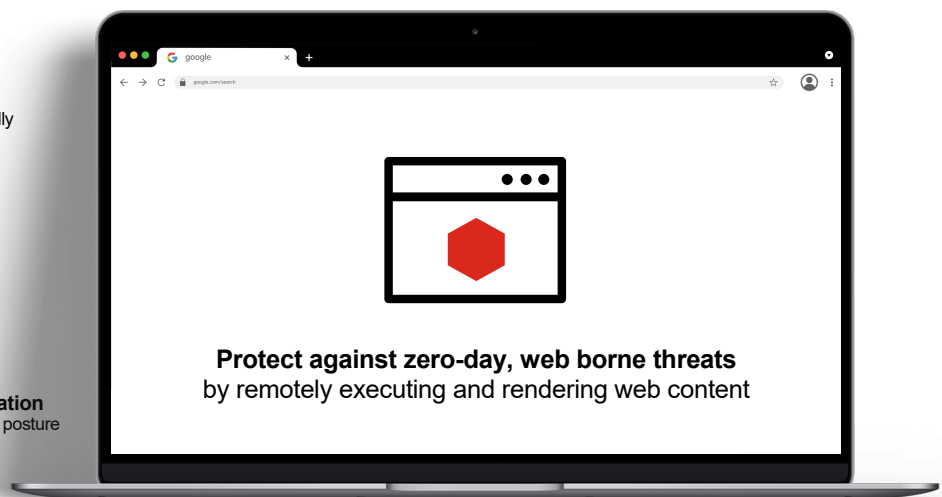 google
google.com/search
lly
Protect against zero-day, web borne threats
by remotely executing and rendering web content
ation
posture